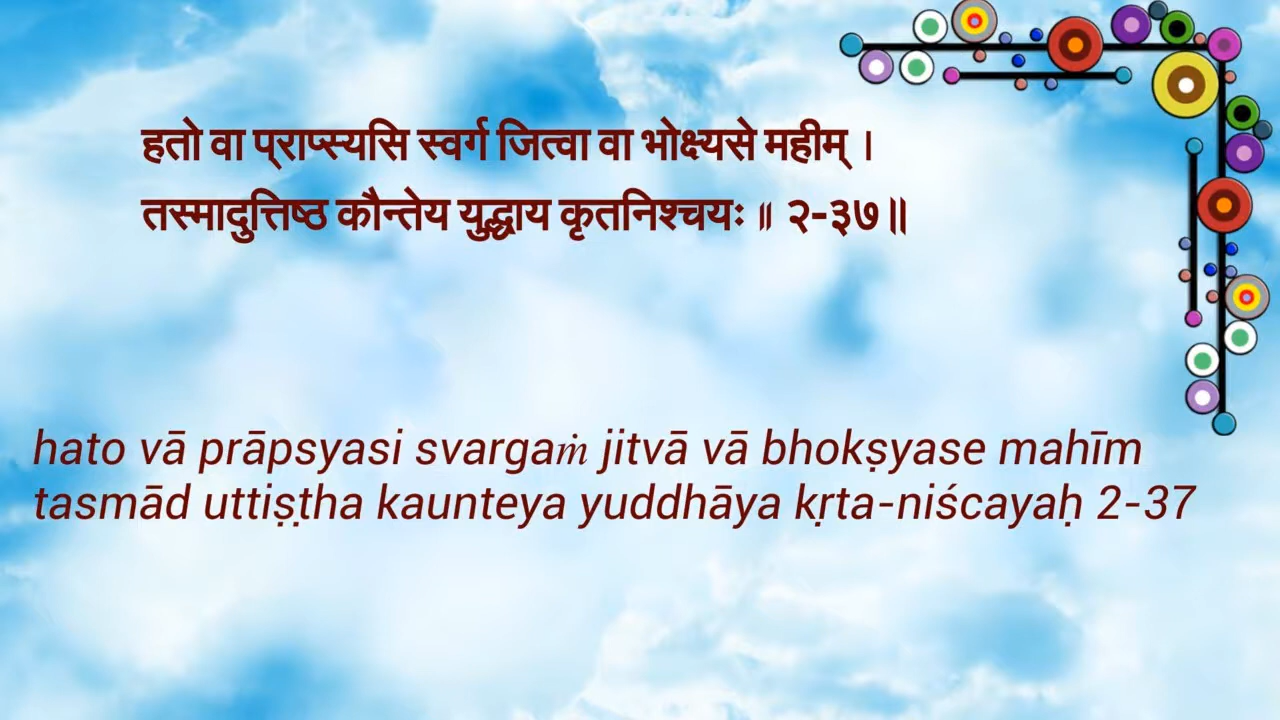 हतो वा प्राप्स्यसि स्वर्ग जित्वा वा भोक्ष्यसे महीम् ।
तस्मादुत्तिष्ठ कौन्तेय युद्धाय कृतनिश्चयः ॥ २-३७॥
hato vā prāpsyasi svargaṁ jitvā vā bhokṣyase mahīm
tasmād uttiṣṭha kaunteya yuddhāya kṛta-niścayaḥ 2-37